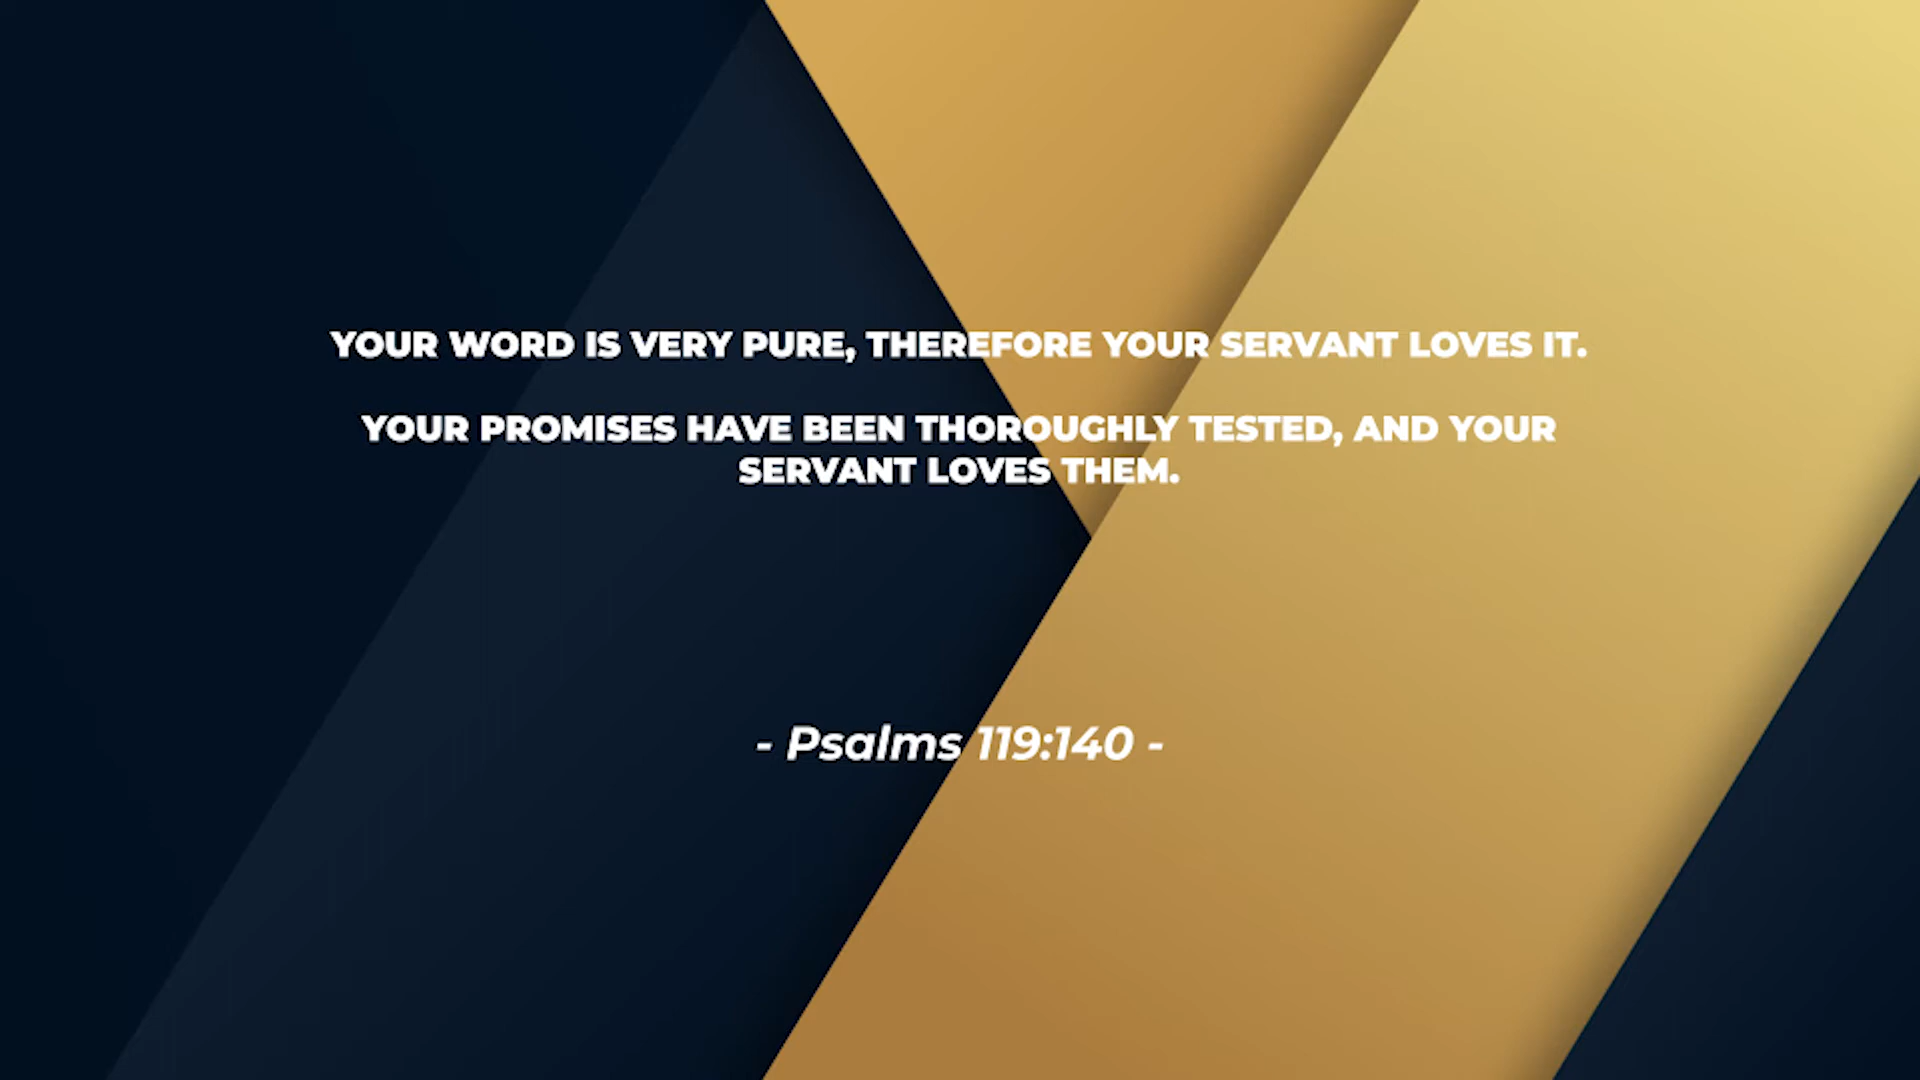 YOUR WORD IS VERY PURE, THEREFORE YOUR SERVANT LOVES IT.
YOUR PROMISES HAVE BEEN THOROUGHLY TESTED, AND YOUR
SERVANT LOVES THEM.
- Psalms 119:140 -